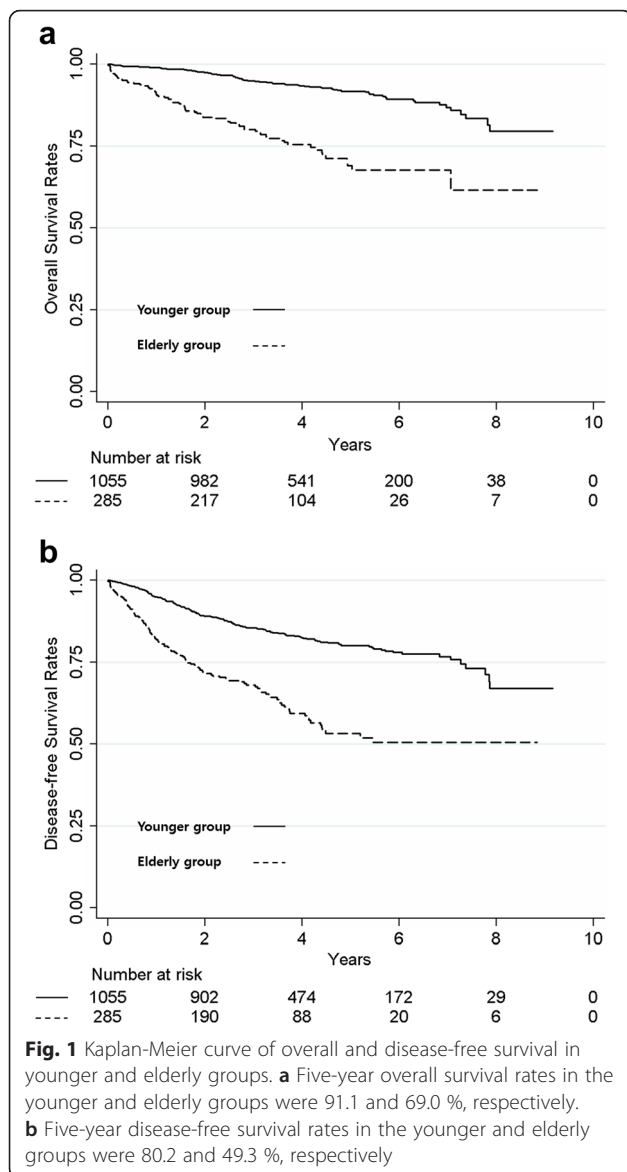 a
1.00
0.75
0.50
0.25
0.00
Overall Survival Rates
Younger group
Elderly group
0 2 4 6 8 10
Years
Number at risk
1055 982 541 200 38 0
285 217 104 26 7 0
b
1.00
0.75
0.50
0.25
0.00
Disease-free Survival Rates
Younger group
Elderly group
0 2 4 6 8 10
Years
Number at risk
1055 902 474 172 29 0
285 190 88 20 6 0
Fig. 1 Kaplan-Meier curve of overall and disease-free survival in
younger and elderly groups. a Five-year overall survival rates in the
younger and elderly groups were 91.1 and 69.0 %, respectively.
b Five-year disease-free survival rates in the younger and elderly
groups were 80.2 and 49.3 %, respectively